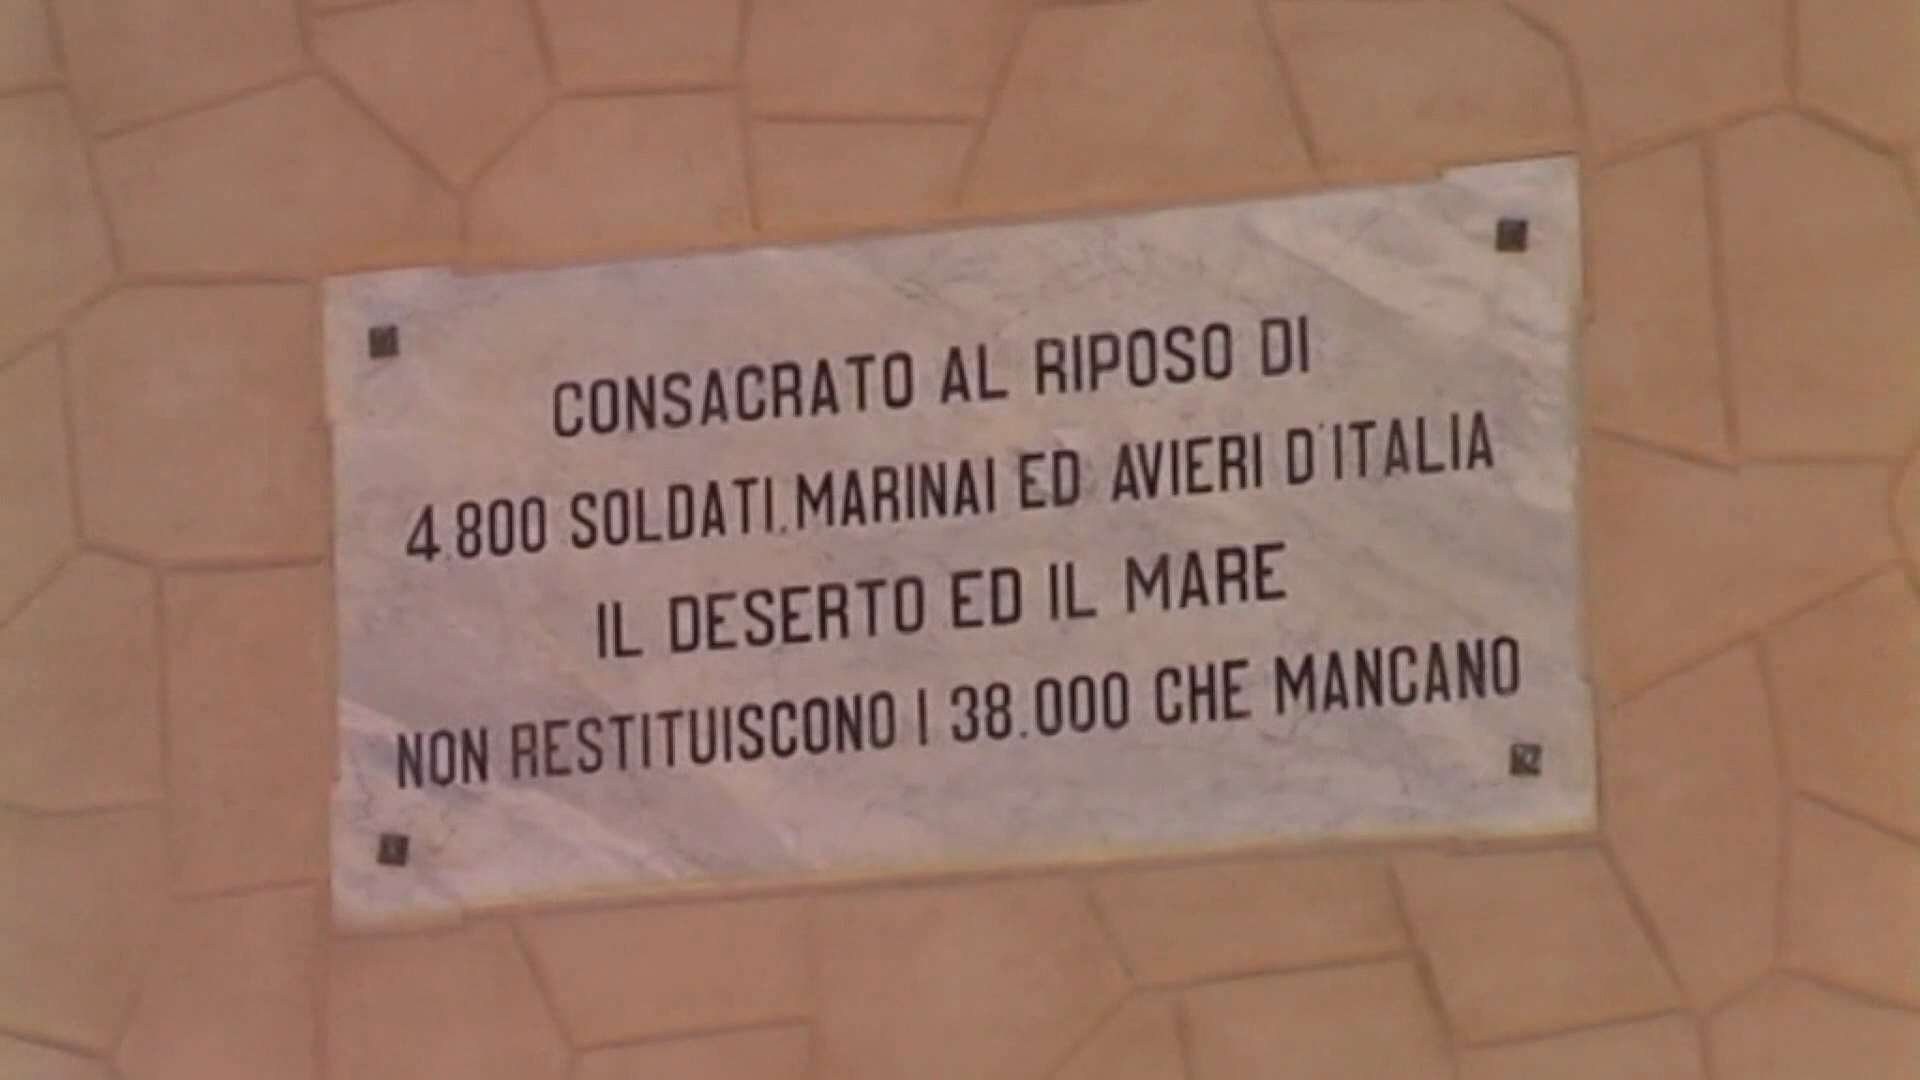 CONSACRATO AL RIPOSO DI
4.800 SOLDATI.MARINAI ED AVIERI D'ITALIA
IL DESERTO ED IL MARE
NON RESTITUISCONO I 38.000 CHE MANCANO